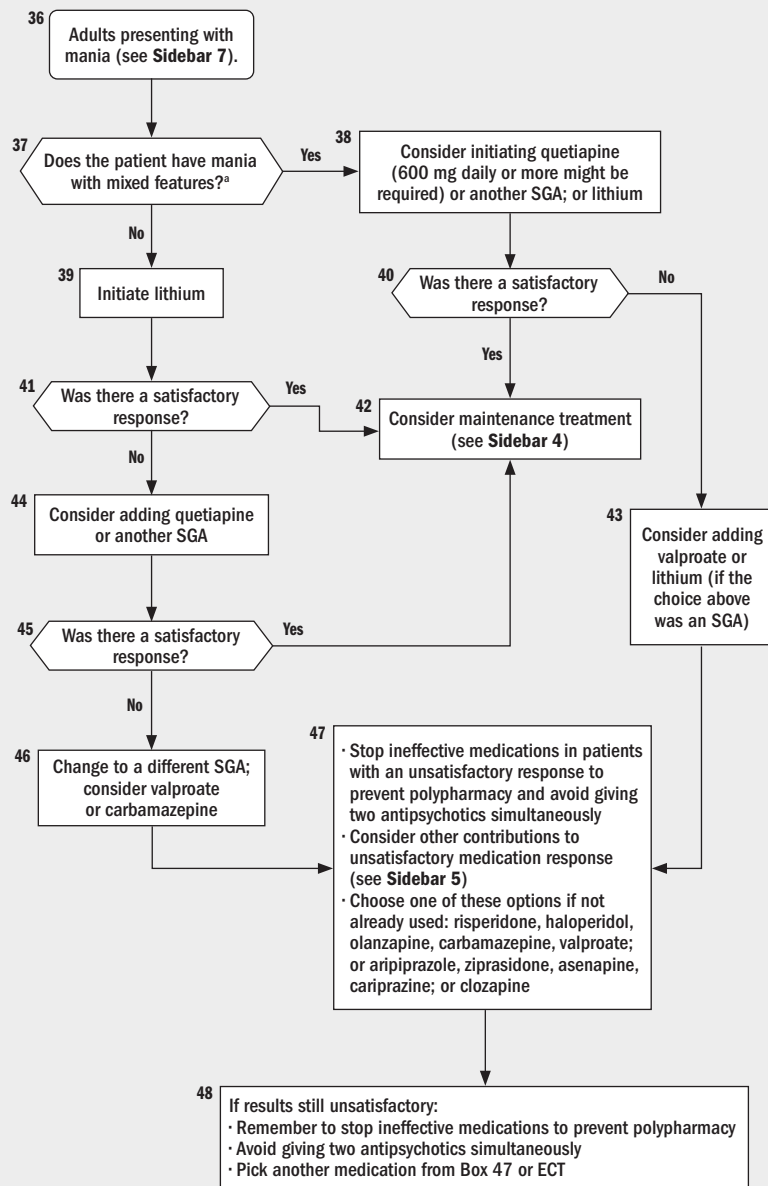 36
Adults presenting with
mania (see Sidebar 7).
37
Does the patient have mania
with mixed features?ᵃ
Yes
38
Consider initiating quetiapine
(600 mg daily or more might be
required) or another SGA; or lithium
No
39
Initiate lithium
40
Was there a satisfactory
response?
No
Yes
41
Was there a satisfactory
response?
Yes
42
Consider maintenance treatment
(see Sidebar 4)
No
44
Consider adding quetiapine
or another SGA
43
Consider adding
valproate or
lithium (if the
choice above
was an SGA)
45
Was there a satisfactory
response?
Yes
No
46
Change to a different SGA;
consider valproate
or carbamazepine
47
· Stop ineffective medications in patients
with an unsatisfactory response to
prevent polypharmacy and avoid giving
two antipsychotics simultaneously
· Consider other contributions to
unsatisfactory medication response
(see Sidebar 5)
· Choose one of these options if not
already used: risperidone, haloperidol,
olanzapine, carbamazepine, valproate;
or aripiprazole, ziprasidone, asenapine,
cariprazine; or clozapine
48
If results still unsatisfactory:
· Remember to stop ineffective medications to prevent polypharmacy
· Avoid giving two antipsychotics simultaneously
· Pick another medication from Box 47 or ECT